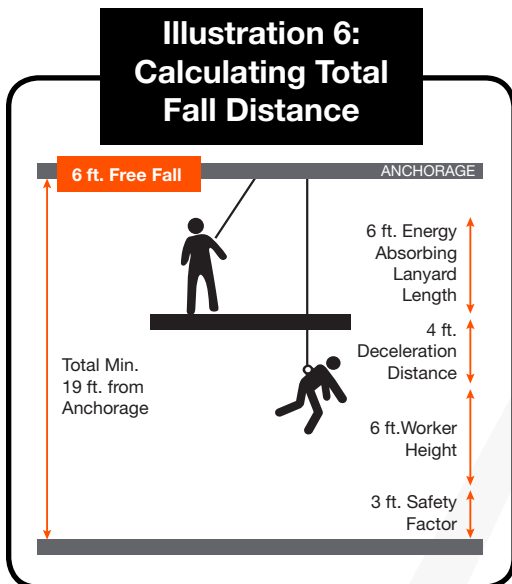 Illustration 6:
Calculating Total
Fall Distance
6 ft. Free Fall
ANCHORAGE
6 ft. Energy
Absorbing
Lanyard
Length
4 ft.
Deceleration
Distance
Total Min.
19 ft. from
Anchorage
6 ft.Worker
Height
3 ft. Safety
Factor